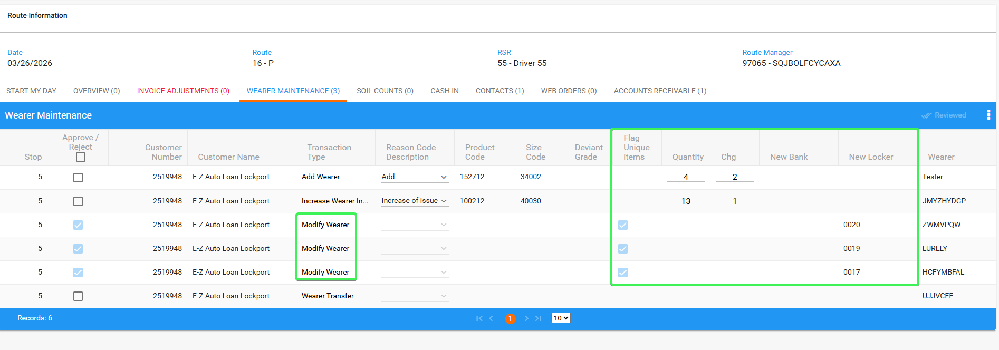 Route Information
Date Route RSR Route Manager
03/26/2026 16 - P 55 - Driver 55 97065 - SQJBOLFCYCAXA
START MY DAY OVERVIEW (0) INVOICE ADJUSTMENTS (0) WEARER MAINTENANCE (3) SOIL COUNTS (0) CASH IN CONTACTS (1) WEB ORDERS (0) ACCOUNTS RECEIVABLE (1)
Wearer Maintenance Reviewed
Stop Approve / Reject Customer Number Customer Name Transaction Type Reason Code Description Product Code Size Code Deviant Grade Flag Unique items Quantity Chg New Bank New Locker Wearer
5 2519948 E-Z Auto Loan Lockport Add Wearer Add 152712 34002 4 2 Tester
5 2519948 E-Z Auto Loan Lockport Increase Wearer In... Increase of Issue 100212 40030 13 1 JMYZHYDGP
5 2519948 E-Z Auto Loan Lockport Modify Wearer 0020 ZWMVPQW
5 2519948 E-Z Auto Loan Lockport Modify Wearer 0019 LURELY
5 2519948 E-Z Auto Loan Lockport Modify Wearer 0017 HCFYMBFAL
5 2519948 E-Z Auto Loan Lockport Wearer Transfer UJJVCEE
Records: 6 1 10